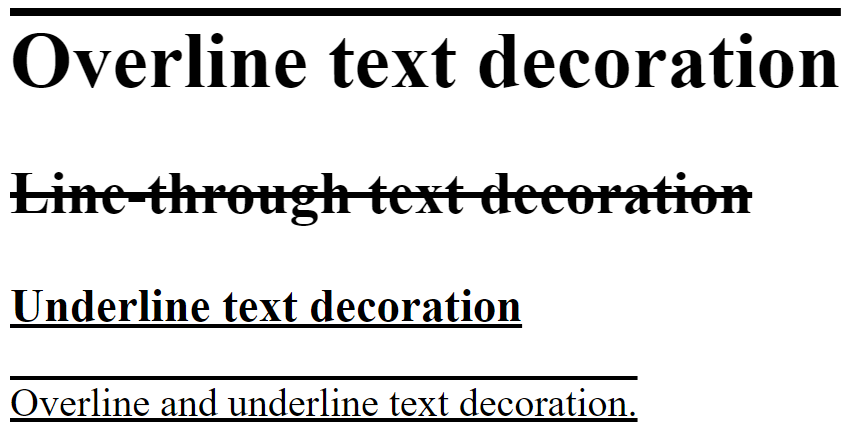 Overline text decoration
Line-through text decoration
Underline text decoration
Overline and underline text decoration.